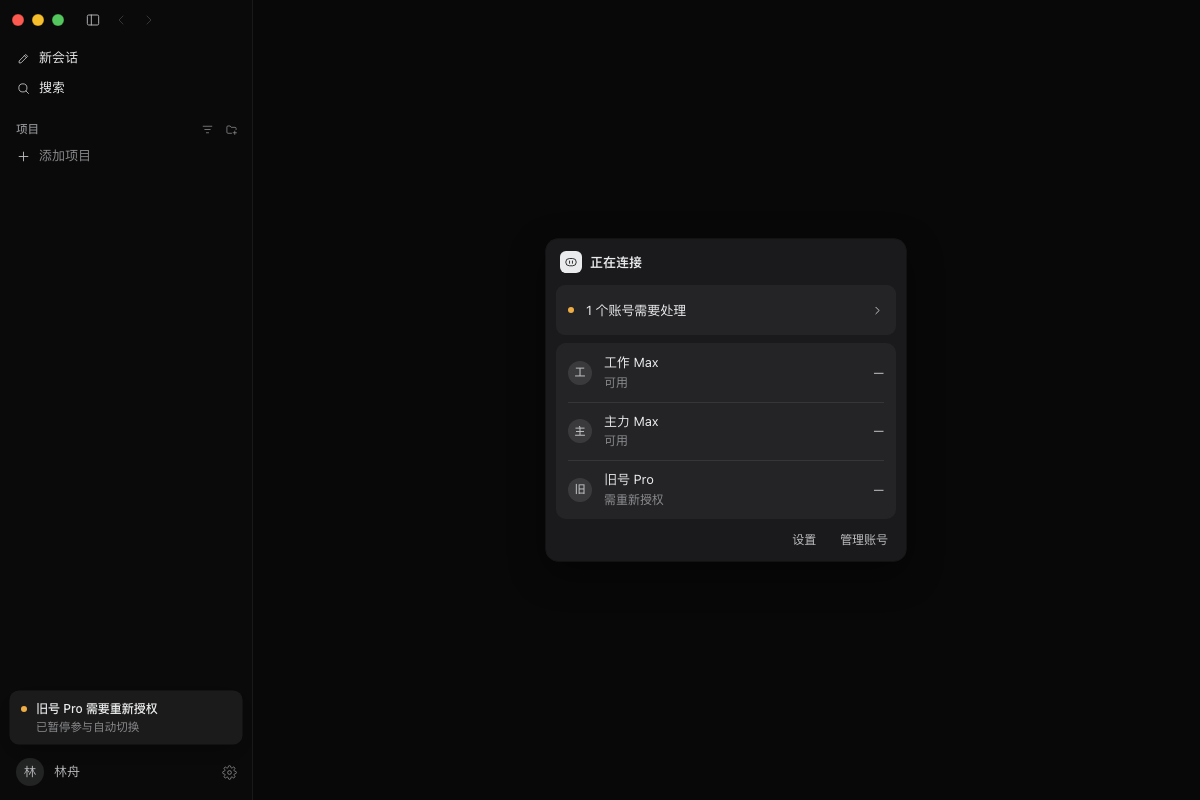 新会话
搜索
项目
添加项目
正在连接
1 个账号需要处理
工
工作 Max
可用
—
主
主力 Max
可用
—
旧
旧号 Pro
需重新授权
—
设置
管理账号
旧号 Pro 需要重新授权
已暂停参与自动切换
林
林舟